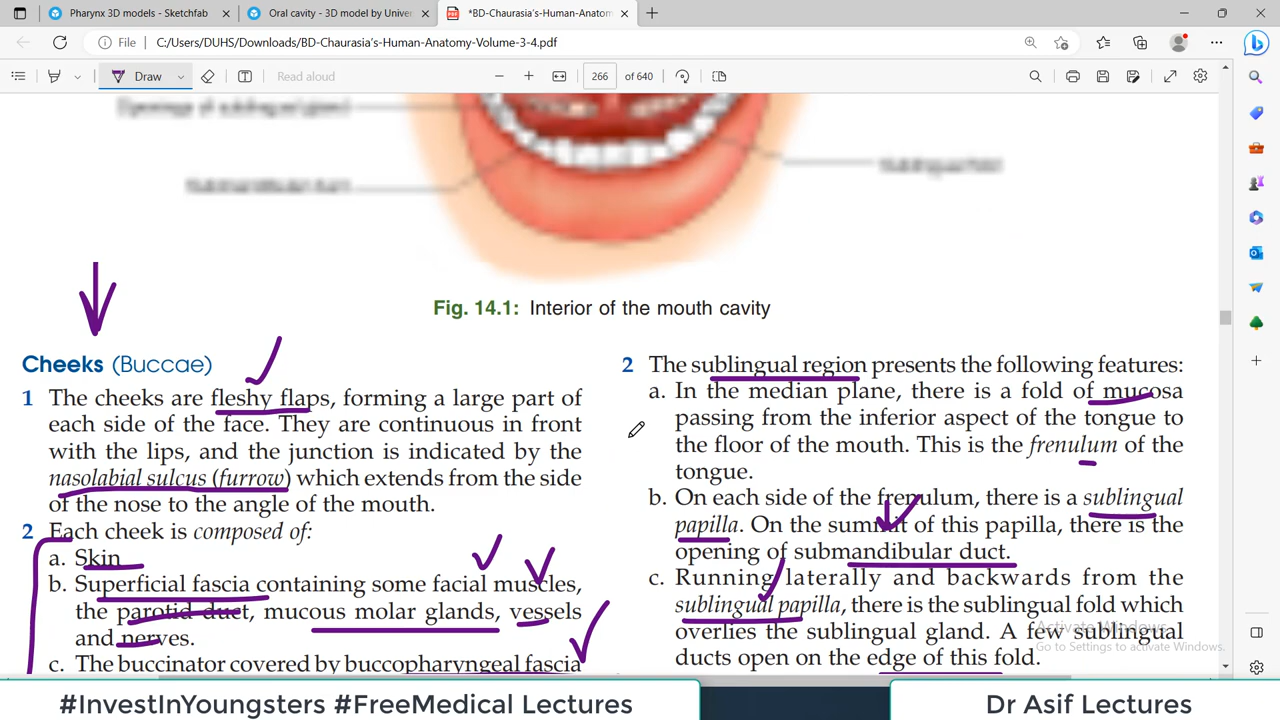 Pharynx 3D models - Sketchfab
Oral cavity - 3D model by Univer
*BD-Chaurasia's-Human-Anatom
File
C:/Users/DUHS/Downloads/BD-Chaurasia's-Human-Anatomy-Volume-3-4.pdf
Draw
Read aloud
266 of 640
Fig. 14.1: Interior of the mouth cavity
Cheeks (Buccae)
1 The cheeks are fleshy flaps, forming a large part of
each side of the face. They are continuous in front
with the lips, and the junction is indicated by the
nasolabial sulcus (furrow) which extends from the side
of the nose to the angle of the mouth.
2 Each cheek is composed of:
a. Skin
b. Superficial fascia containing some facial muscles,
the parotid duct, mucous molar glands, vessels
and nerves.
c. The buccinator covered by buccopharyngeal fascia
2 The sublingual region presents the following features:
a. In the median plane, there is a fold of mucosa
passing from the inferior aspect of the tongue to
the floor of the mouth. This is the frenulum of the
tongue.
b. On each side of the frenulum, there is a sublingual
papilla. On the summit of this papilla, there is the
opening of submandibular duct.
c. Running laterally and backwards from the
sublingual papilla, there is the sublingual fold which
overlies the sublingual gland. A few sublingual
ducts open on the edge of this fold.
Activate Windows
Go to Settings to activate Windows.
#InvestInYoungsters #FreeMedical Lectures
Dr Asif Lectures